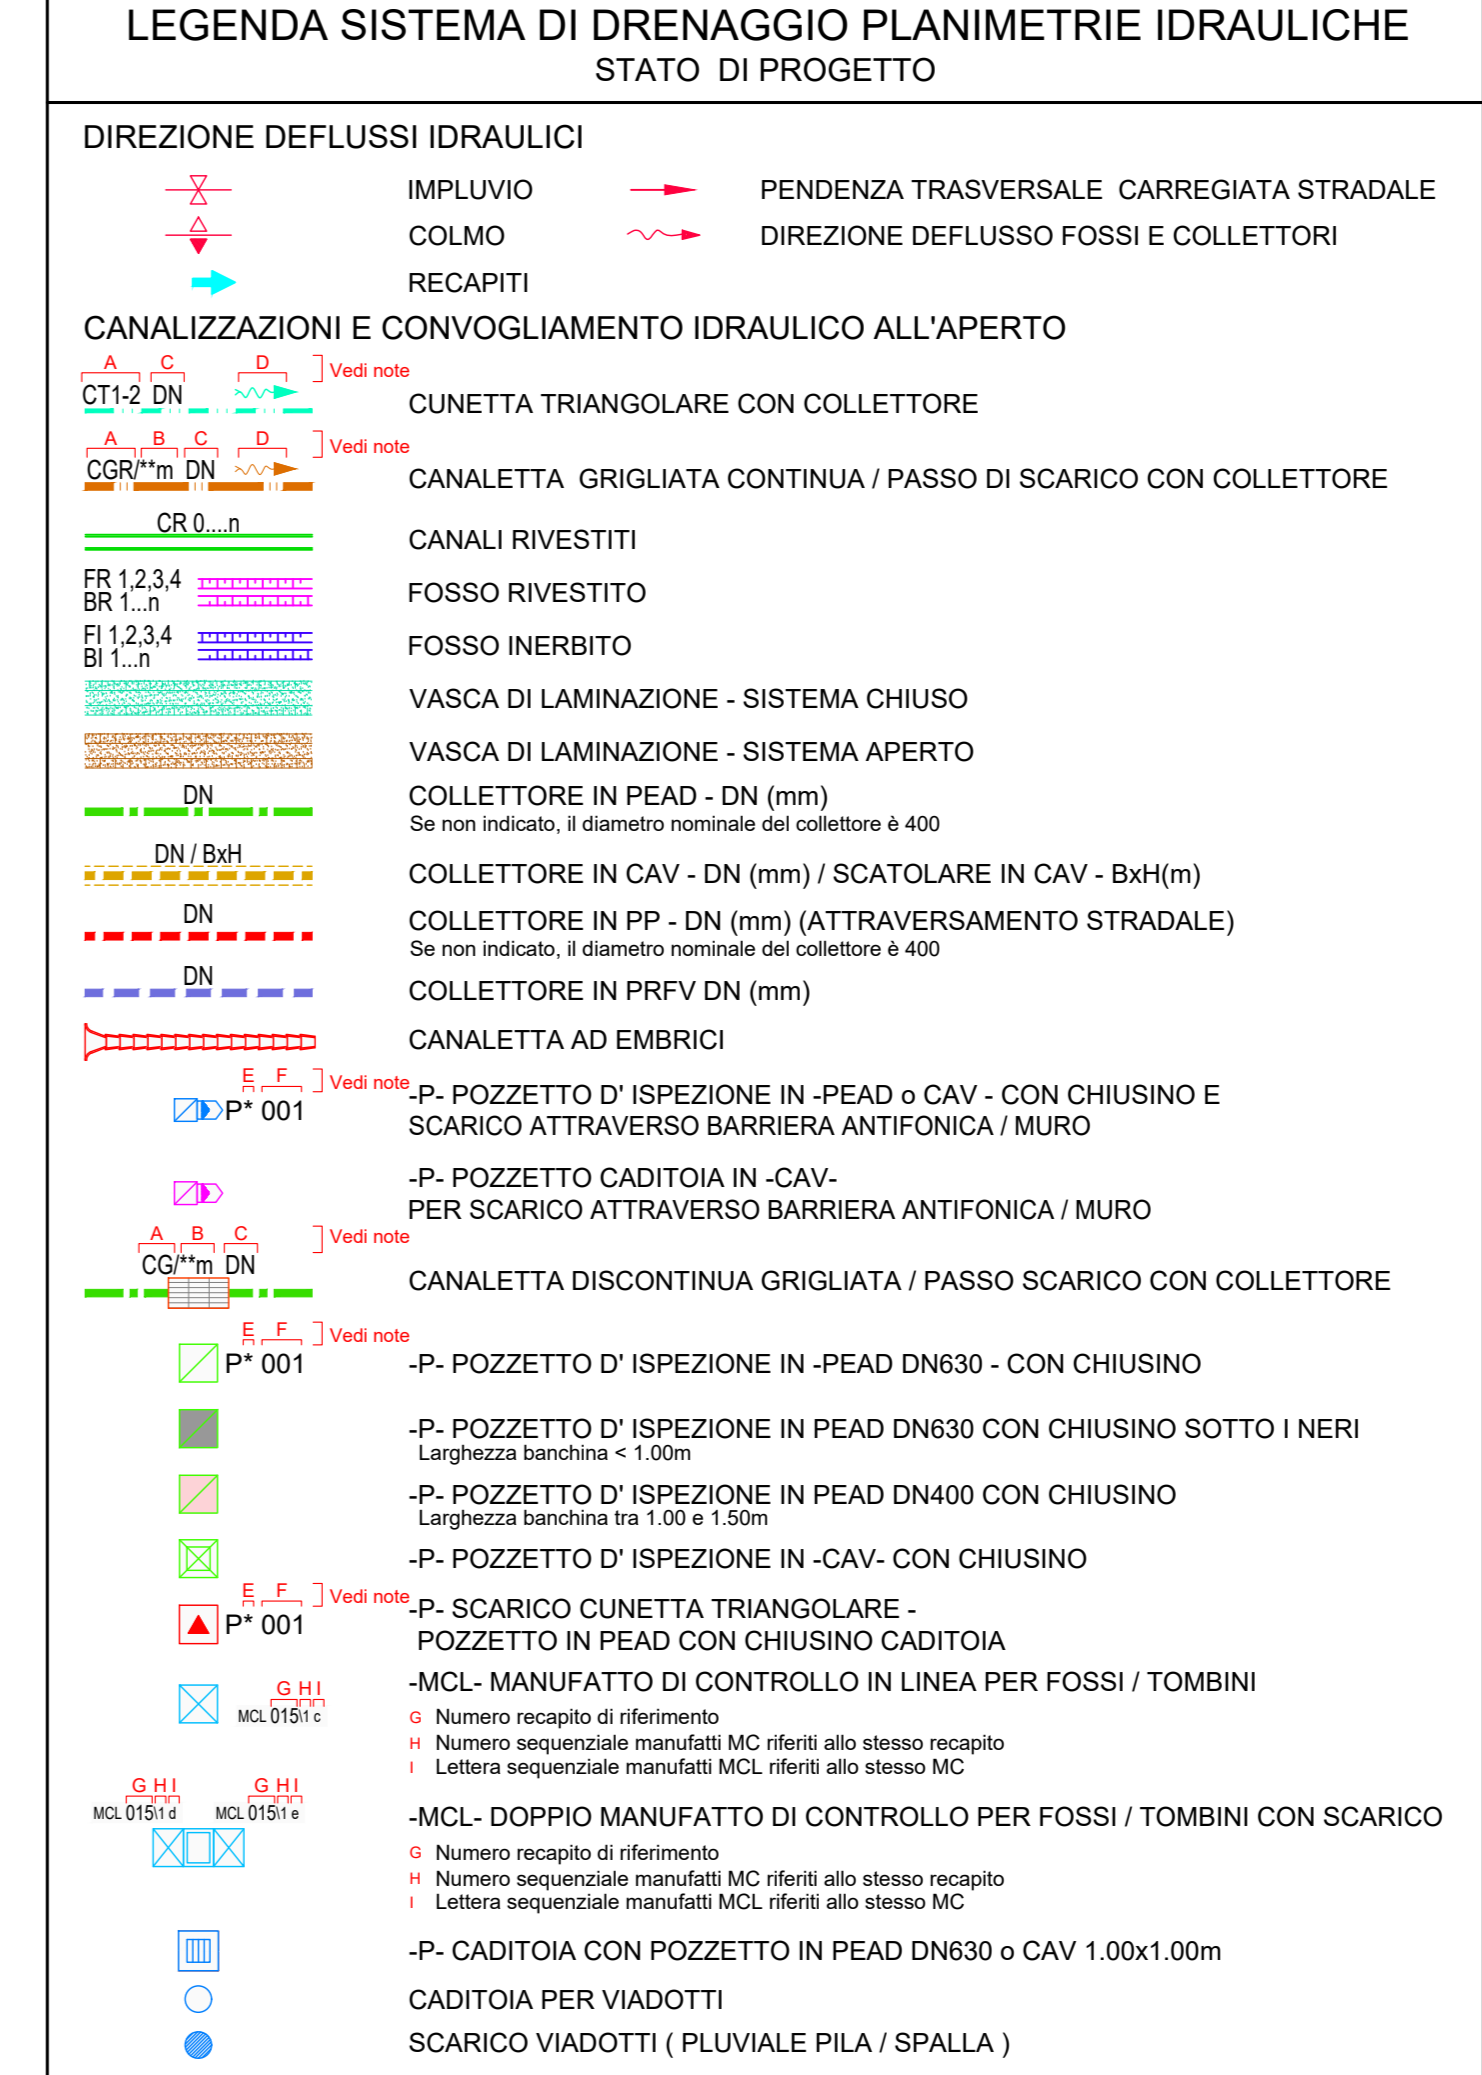 LEGENDA SISTEMA DI DRENAGGIO PLANIMETRIE IDRAULICHE
STATO DI PROGETTO
DIREZIONE DEFLUSSI IDRAULICI
IMPLUVIO
PENDENZA TRASVERSALE CARREGIATA STRADALE
COLMO
DIREZIONE DEFLUSSO FOSSI E COLLETTORI
RECAPITI
CANALIZZAZIONI E CONVOGLIAMENTO IDRAULICO ALL'APERTO
A C D Vedi note
CT1-2 DN
CUNETTA TRIANGOLARE CON COLLETTORE
A B C D Vedi note
CGR/**m DN
CANALETTA GRIGLIATA CONTINUA / PASSO DI SCARICO CON COLLETTORE
CR 0....n
CANALI RIVESTITI
FR 1,2,3,4
BR 1...n
FOSSO RIVESTITO
FI 1,2,3,4
BI 1...n
FOSSO INERBITO
VASCA DI LAMINAZIONE - SISTEMA CHIUSO
VASCA DI LAMINAZIONE - SISTEMA APERTO
DN
COLLETTORE IN PEAD - DN (mm)
Se non indicato, il diametro nominale del collettore è 400
DN / BxH
COLLETTORE IN CAV - DN (mm) / SCATOLARE IN CAV - BxH(m)
DN
COLLETTORE IN PP - DN (mm) (ATTRAVERSAMENTO STRADALE)
Se non indicato, il diametro nominale del collettore è 400
DN
COLLETTORE IN PRFV DN (mm)
CANALETTA AD EMBRICI
E F Vedi note
P* 001
-P- POZZETTO D' ISPEZIONE IN -PEAD o CAV - CON CHIUSINO E
SCARICO ATTRAVERSO BARRIERA ANTIFONICA / MURO
-P- POZZETTO CADITOIA IN -CAV-
PER SCARICO ATTRAVERSO BARRIERA ANTIFONICA / MURO
A B C Vedi note
CG/**m DN
CANALETTA DISCONTINUA GRIGLIATA / PASSO SCARICO CON COLLETTORE
E F Vedi note
P* 001
-P- POZZETTO D' ISPEZIONE IN -PEAD DN630 - CON CHIUSINO
-P- POZZETTO D' ISPEZIONE IN PEAD DN630 CON CHIUSINO SOTTO I NERI
Larghezza banchina < 1.00m
-P- POZZETTO D' ISPEZIONE IN PEAD DN400 CON CHIUSINO
Larghezza banchina tra 1.00 e 1.50m
-P- POZZETTO D' ISPEZIONE IN -CAV- CON CHIUSINO
E F Vedi note
P* 001
-P- SCARICO CUNETTA TRIANGOLARE -
POZZETTO IN PEAD CON CHIUSINO CADITOIA
G H I
MCL 015\1 c
-MCL- MANUFATTO DI CONTROLLO IN LINEA PER FOSSI / TOMBINI
G Numero recapito di riferimento
H Numero sequenziale manufatti MC riferiti allo stesso recapito
I Lettera sequenziale manufatti MCL riferiti allo stesso MC
G H I G H I
MCL 015\1 d MCL 015\1 e
-MCL- DOPPIO MANUFATTO DI CONTROLLO PER FOSSI / TOMBINI CON SCARICO
G Numero recapito di riferimento
H Numero sequenziale manufatti MC riferiti allo stesso recapito
I Lettera sequenziale manufatti MCL riferiti allo stesso MC
-P- CADITOIA CON POZZETTO IN PEAD DN630 o CAV 1.00x1.00m
CADITOIA PER VIADOTTI
SCARICO VIADOTTI ( PLUVIALE PILA / SPALLA )